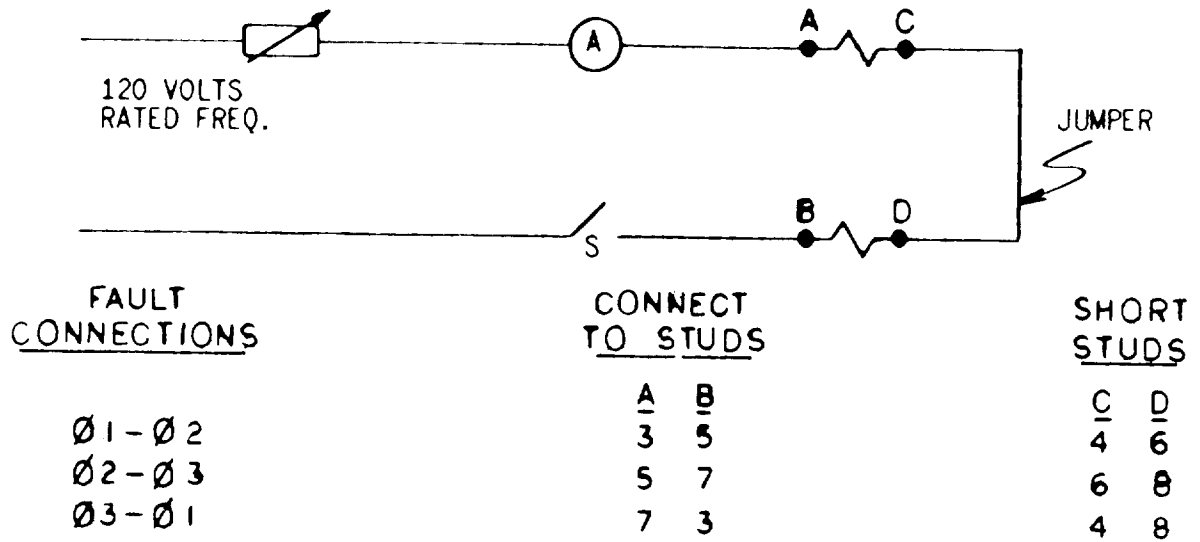 A
A C
120 VOLTS
RATED FREQ.
JUMPER
B D
S
FAULT
CONNECTIONS
CONNECT
TO STUDS
SHORT
STUDS
A B
C D
Ø1-Ø2 3 5 4 6
Ø2-Ø3 5 7 6 8
Ø3-Ø1 7 3 4 8